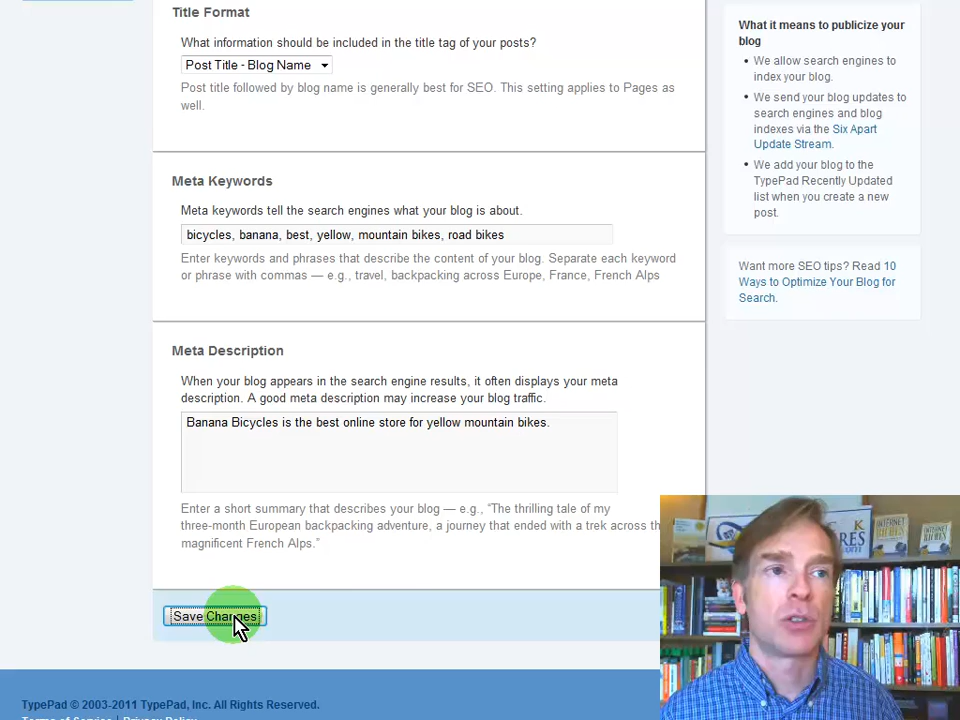 Title Format
What information should be included in the title tag of your posts?
Post Title - Blog Name
Post title followed by blog name is generally best for SEO. This setting applies to Pages as
well.
Meta Keywords
Meta keywords tell the search engines what your blog is about.
bicycles, banana, best, yellow, mountain bikes, road bikes
Enter keywords and phrases that describe the content of your blog. Separate each keyword
or phrase with commas — e.g., travel, backpacking across Europe, France, French Alps
Meta Description
When your blog appears in the search engine results, it often displays your meta
description. A good meta description may increase your blog traffic.
Banana Bicycles is the best online store for yellow mountain bikes.
Enter a short summary that describes your blog — e.g., “The thrilling tale of my
three-month European backpacking adventure, a journey that ended with a trek across th
magnificent French Alps.”
Save Changes
What it means to publicize your
blog
We allow search engines to
index your blog.
We send your blog updates to
search engines and blog
indexes via the Six Apart
Update Stream.
We add your blog to the
TypePad Recently Updated
list when you create a new
post.
Want more SEO tips? Read 10
Ways to Optimize Your Blog for
Search.
INTERNET
RICHES
INTERNET
RICHES
TypePad © 2003-2011 TypePad, Inc. All Rights Reserved.
Terms of Service | Privacy Policy